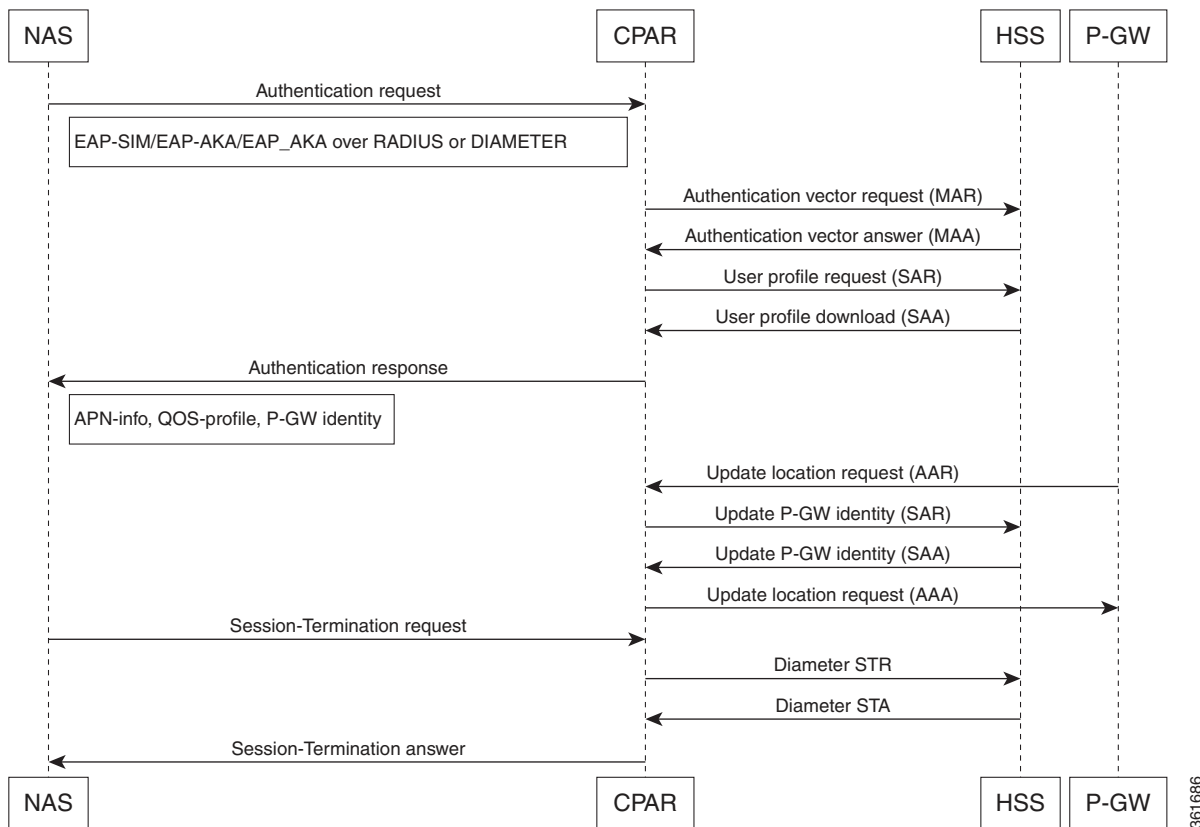 NAS CPAR HSS P-GW
Authentication request
EAP-SIM/EAP-AKA/EAP_AKA over RADIUS or DIAMETER
Authentication vector request (MAR)
Authentication vector answer (MAA)
User profile request (SAR)
User profile download (SAA)
Authentication response
APN-info, QOS-profile, P-GW identity
Update location request (AAR)
Update P-GW identity (SAR)
Update P-GW identity (SAA)
Update location request (AAA)
Session-Termination request
Diameter STR
Diameter STA
Session-Termination answer
NAS CPAR HSS P-GW
361686